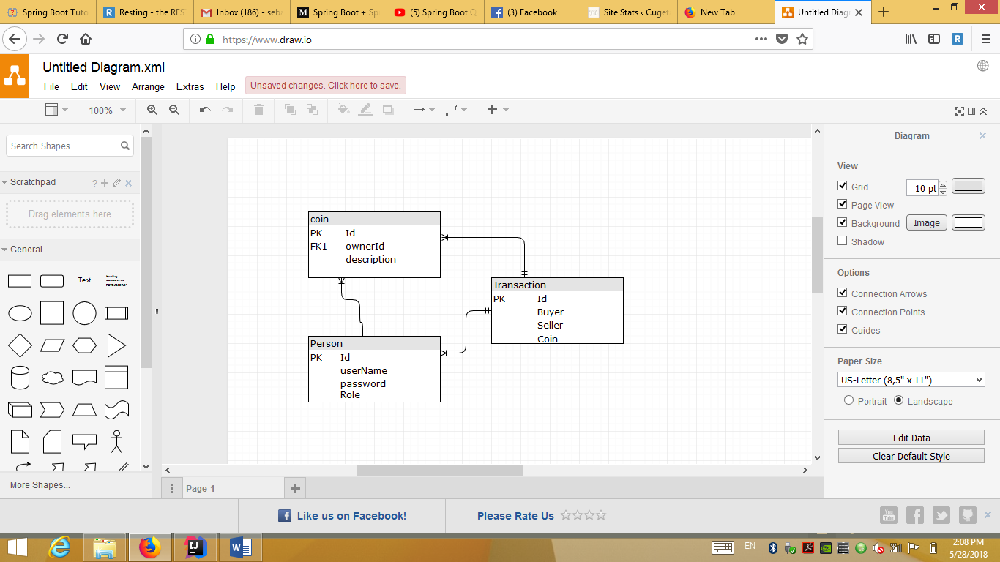 Spring Boot Tuto
Resting - the RES
Inbox (186) - seba
Spring Boot + Sp
(5) Spring Boot Q
(3) Facebook
Site Stats ‹ Cuget
New Tab
Untitled Diagr
https://www.draw.io
Untitled Diagram.xml
File Edit View Arrange Extras Help
Unsaved changes. Click here to save.
100%
Search Shapes
Scratchpad
?
Drag elements here
General
Text
Heading
More Shapes...
coin
PK Id
FK1 ownerId
description
Transaction
PK Id
Buyer
Seller
Coin
Person
PK Id
userName
password
Role
Page-1
Diagram
View
Grid 10 pt
Page View
Background Image
Shadow
Options
Connection Arrows
Connection Points
Guides
Paper Size
US-Letter (8,5" x 11")
Portrait Landscape
Edit Data
Clear Default Style
Like us on Facebook!
Please Rate Us
EN
2:08 PM
5/28/2018